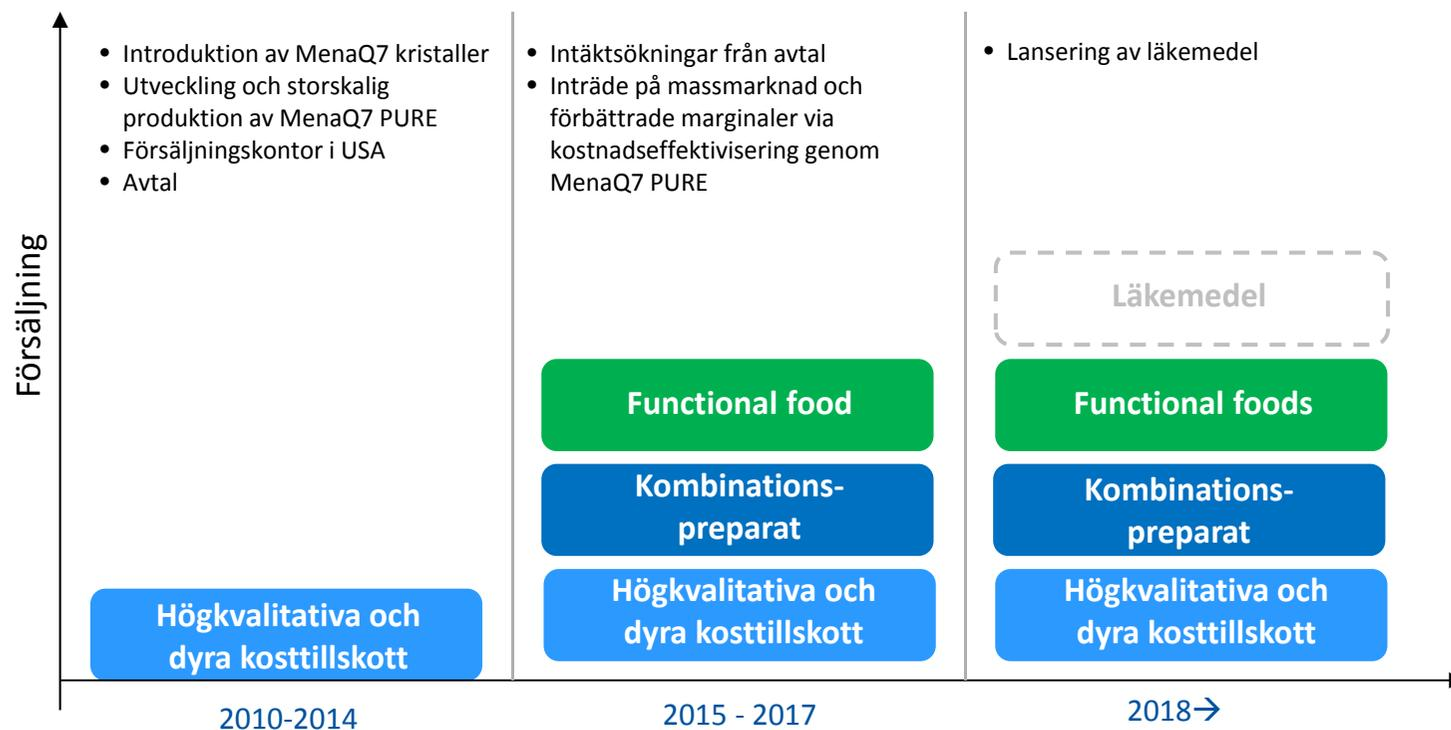 Försäljning
• Introduktion av MenaQ7 kristaller
• Utveckling och storskalig
produktion av MenaQ7 PURE
• Försäljningskontor i USA
• Avtal
• Intäktsökningar från avtal
• Inträde på massmarknad och
förbättrade marginaler via
kostnadseffektivisering genom
MenaQ7 PURE
• Lansering av läkemedel
Högkvalitativa och
dyra kosttillskott
Functional food
Kombinations-
preparat
Högkvalitativa och
dyra kosttillskott
Läkemedel
Functional foods
Kombinations-
preparat
Högkvalitativa och
dyra kosttillskott
2010-2014
2015 - 2017
2018→